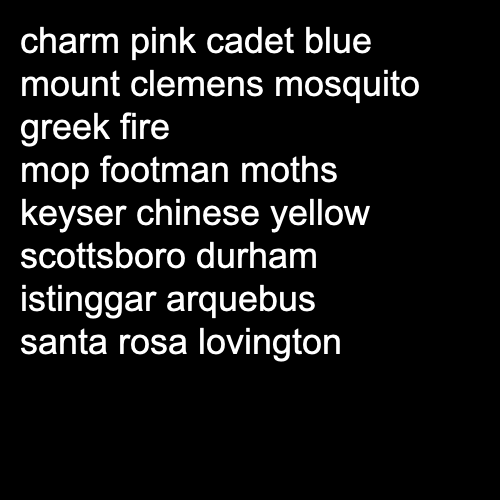 charm pink cadet blue
mount clemens mosquito
greek fire
mop footman moths
keyser chinese yellow
scottsboro durham
istinggar arquebus
santa rosa lovington